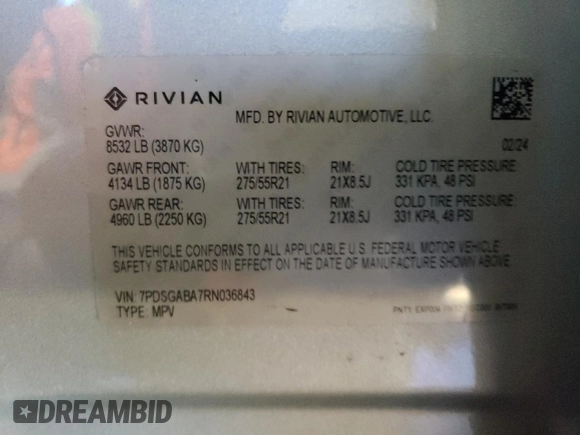 RIVIAN
MFD. BY RIVIAN AUTOMOTIVE, LLC.
GVWR:
8532 LB (3870 KG) 02/24
GAWR FRONT: WITH TIRES: RIM: COLD TIRE PRESSURE
4134 LB (1875 KG) 275/55R21 21X8.5J 331 KPA, 48 PSI
GAWR REAR: WITH TIRES: RIM: COLD TIRE PRESSURE
4960 LB (2250 KG) 275/55R21 21X8.5J 331 KPA, 48 PSI
THIS VEHICLE CONFORMS TO ALL APPLICABLE U.S. FEDERAL MOTOR VEHICLE
SAFETY STANDARDS IN EFFECT ON THE DATE OF MANUFACTURE SHOWN ABOVE.
VIN: 7PDSGABA7RN036843
TYPE: MPV
DREAMBID